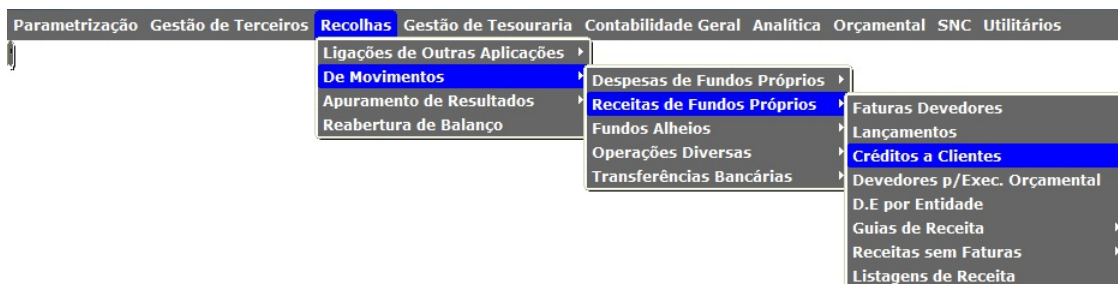 Parametrização Gestão de Terceiros Recolhas Gestão de Tesouraria Contabilidade Geral Analítica Orçamental SNC Utilitários
Ligações de Outras Aplicações
De Movimentos
Apuramento de Resultados
Reabertura de Balanço
Despesas de Fundos Próprios
Receitas de Fundos Próprios
Fundos Alheios
Operações Diversas
Transferências Bancárias
Faturas Devedores
Lançamentos
Créditos a Clientes
Devedores p/Exec. Orçamental
D.E por Entidade
Guias de Receita
Receitas sem Faturas
Listagens de Receita